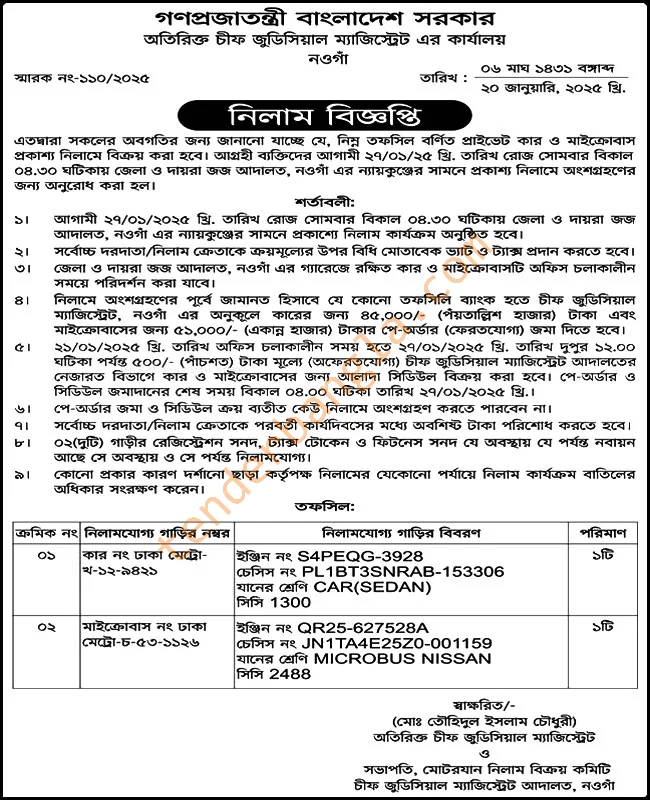 গণপ্রজাতন্ত্রী বাংলাদেশ সরকার
অতিরিক্ত চীফ জুডিসিয়াল ম্যাজিস্ট্রেট এর কার্যালয়
নওগাঁ
স্মারক নং-১১০/২০২৫
তারিখ : ০৬ মাঘ ১৪৩১ বঙ্গাব্দ
২০ জানুয়ারি, ২০২৫ খ্রি.
নিলাম বিজ্ঞপ্তি
এতদ্বারা সকলের অবগতির জন্য জানানো যাচ্ছে যে, নিম্ন তফসিল বর্ণিত প্রাইভেট কার ও মাইক্রোবাস
প্রকাশ্য নিলামে বিক্রয় করা হবে। আগ্রহী ব্যক্তিদের আগামী ২৭/০১/২৫ খ্রি. তারিখ রোজ সোমবার বিকাল
০৪.৩০ ঘটিকায় জেলা ও দায়রা জজ আদালত, নওগাঁ এর ন্যায়কুঞ্জের সামনে প্রকাশ্য নিলামে অংশগ্রহণের
জন্য অনুরোধ করা হল।
শর্তাবলী:
১। আগামী ২৭/০১/২০২৫ খ্রি. তারিখ রোজ সোমবার বিকাল ০৪.৩০ ঘটিকায় জেলা ও দায়রা জজ
আদালত, নওগাঁ এর ন্যায়কুঞ্জের সামনে প্রকাশ্যে নিলাম কার্যক্রম অনুষ্ঠিত হবে।
২। সর্বোচ্চ দরদাতা/নিলাম ক্রেতাকে ক্রয়মূল্যের উপর বিধি মোতাবেক ভ্যাট ও ট্যাক্স প্রদান করতে হবে।
৩। জেলা ও দায়রা জজ আদালত, নওগাঁ এর গ্যারেজে রক্ষিত কার ও মাইক্রোবাসটি অফিস চলাকালীন
সময়ে পরিদর্শন করা যাবে।
৪। নিলামে অংশগ্রহণের পূর্বে জামানত হিসাবে যে কোনো তফসিলি ব্যাংক হতে চীফ জুডিসিয়াল
ম্যাজিস্ট্রেট, নওগাঁ এর অনুকূলে কারের জন্য ৪৫,০০০/- (পঁয়তাল্লিশ হাজার) টাকা এবং
মাইক্রোবাসের জন্য ৫১,০০০/- (একান্ন হাজার) টাকার পে-অর্ডার (ফেরতযোগ্য) জমা দিতে হবে।
৫। ২১/০১/২০২৫ খ্রি. তারিখ অফিস চলাকালীন সময় হতে ২৭/০১/২০২৫ খ্রি. তারিখ দুপুর ১২.০০
ঘটিকা পর্যন্ত ৫০০/- (পাঁচশত) টাকা মূল্যে (অফেরতযোগ্য) চীফ জুডিসিয়াল ম্যাজিস্ট্রেট আদালতের
নেজারত বিভাগে কার ও মাইক্রোবাসের জন্য আলাদা সিডিউল বিক্রয় করা হবে। পে-অর্ডার ও
সিডিউল জমাদানের শেষ সময় বিকাল ০৪.০০ ঘটিকা তারিখ ২৭/০১/২০২৫ খ্রি.।
৬। পে-অর্ডার জমা ও সিডিউল ক্রয় ব্যতীত কেউ নিলামে অংশগ্রহণ করতে পারবেন না।
৭। সর্বোচ্চ দরদাতা/নিলাম ক্রেতাকে পরবর্তী কার্যদিবসের মধ্যে অবশিষ্ট টাকা পরিশোধ করতে হবে।
৮। ০২(দুটি) গাড়ীর রেজিস্ট্রেশন সনদ, ট্যাক্স টোকেন ও ফিটনেস সনদ যে অবস্থায় যে পর্যন্ত নবায়ন
আছে সে অবস্থায় ও সে পর্যন্ত নিলামযোগ্য।
৯। কোনো প্রকার কারণ দর্শানো ছাড়া কর্তৃপক্ষ নিলামের যেকোনো পর্যায়ে নিলাম কার্যক্রম বাতিলের
অধিকার সংরক্ষণ করেন।
তফসিল:
ক্রমিক নং নিলামযোগ্য গাড়ির নম্বর নিলামযোগ্য গাড়ির বিবরণ পরিমাণ
০১ কার নং ঢাকা মেট্রো- ইঞ্জিন নং S4PEQG-3928 ১টি
খ-১২-৯৪২১ চেসিস নং PL1BT3SNRAB-153306
যানের শ্রেণি CAR(SEDAN)
সিসি 1300
০২ মাইক্রোবাস নং ঢাকা ইঞ্জিন নং QR25-627528A ১টি
মেট্রো-চ-৫৩-১১২৬ চেসিস নং JN1TA4E25Z0-001159
যানের শ্রেণি MICROBUS NISSAN
সিসি 2488
স্বাক্ষরিত/-
(মোঃ তৌহিদুল ইসলাম চৌধুরী)
অতিরিক্ত চীফ জুডিসিয়াল ম্যাজিস্ট্রেট
ও
সভাপতি, মোটরযান নিলাম বিক্রয় কমিটি
চীফ জুডিসিয়াল ম্যাজিস্ট্রেট আদালত, নওগাঁ
tenderbangla.com